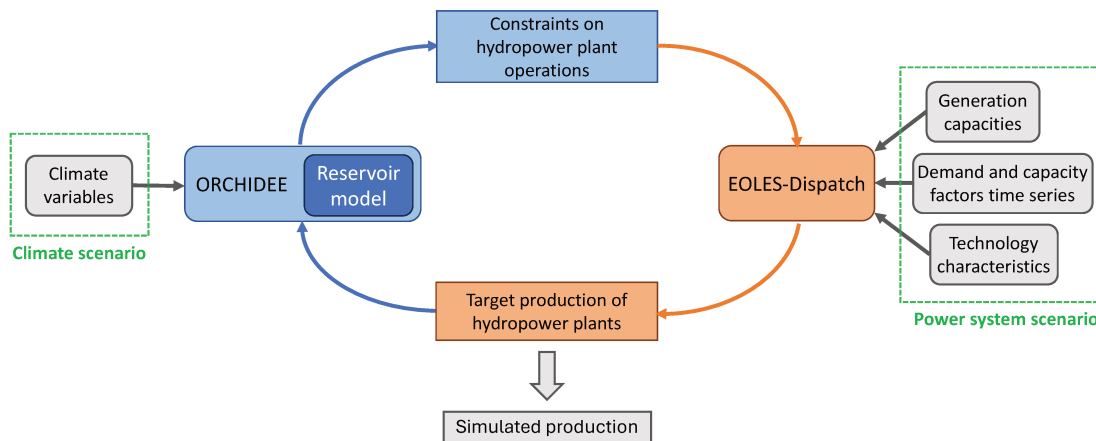 Constraints on
hydropower plant
operations
Climate
variables
Climate scenario
ORCHIDEE
Reservoir
model
EOLES-Dispatch
Generation
capacities
Demand and capacity
factors time series
Technology
characteristics
Power system scenario
Target production of
hydropower plants
Simulated production